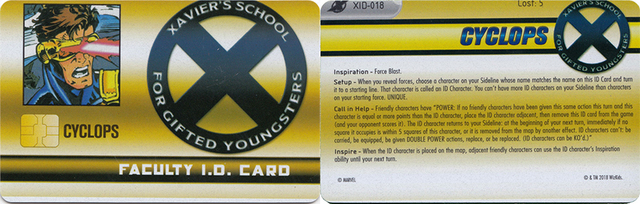 XAVIER'S SCHOOL
FOR GIFTED YOUNGSTERS
CYCLOPS
FACULTY I.D. CARD
XID-018
Lost: 5
CYCLOPS
XAVIER'S SCHOOL
FOR GIFTED YOUNGSTERS
Inspiration - Force Blast.
Setup - When you reveal forces, choose a character on your Sideline whose name matches the name on this ID Card and turn
it to a starting line. That character is called an ID Character. You can't have more ID Characters on your Sideline than characters
on your starting force. UNIQUE.
Call in Help - Friendly characters have "POWER: If no friendly characters have been given this same action this turn and this
character is equal or more points than the ID character, place the ID character adjacent, then remove this ID card from the game
(and your opponent scores it). The ID character returns to your Sideline: at the beginning of your next turn, immediately if no
square it occupies is within 5 squares of this character, or it is removed from the map by another effect. ID characters can't: be
carried, be equipped, be given DOUBLE POWER actions, replace, or be replaced. (ID characters can be KO'd.)"
Inspire - When the ID character is placed on the map, adjacent friendly characters can use the ID character's Inspiration
ability until your next turn.
© MARVEL
© & TM 2018 WizKids.